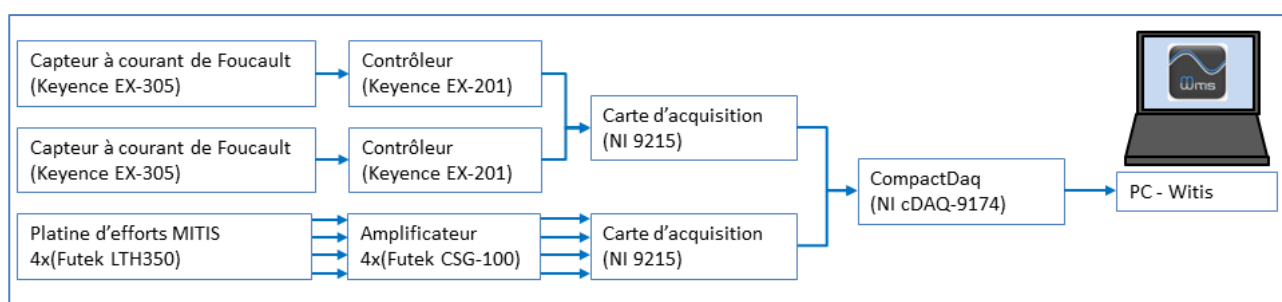 Capteur à courant de Foucault
(Keyence EX-305)
Contrôleur
(Keyence EX-201)
Carte d'acquisition
(NI 9215)
Capteur à courant de Foucault
(Keyence EX-305)
Contrôleur
(Keyence EX-201)
Platine d'efforts MITIS
4x(Futek LTH350)
Amplificateur
4x(Futek CSG-100)
Carte d'acquisition
(NI 9215)
CompactDaq
(NI cDAQ-9174)
PC - Witis